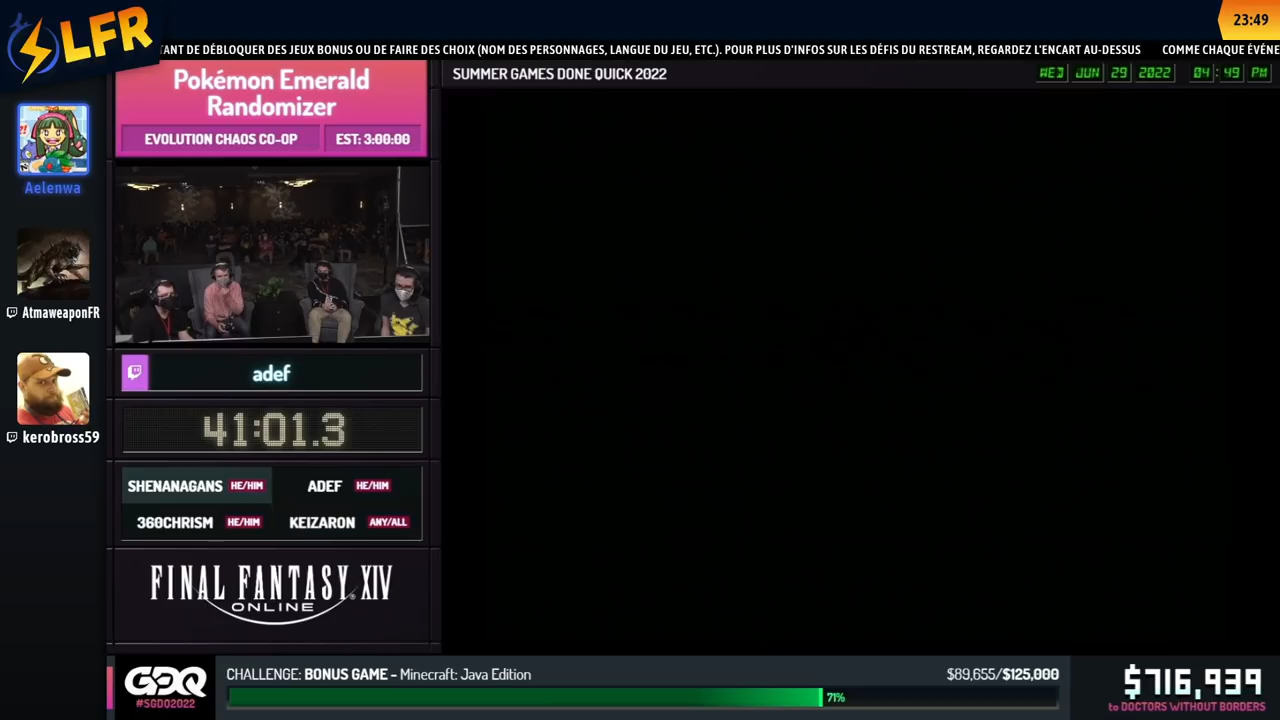 LFR
23:49
TANT DE DÉBLOQUER DES JEUX BONUS OU DE FAIRE DES CHOIX (NOM DES PERSONNAGES, LANGUE DU JEU, ETC.). POUR PLUS D'INFOS SUR LES DÉFIS DU RESTREAM, REGARDEZ L'ENCART AU-DESSUS COMME CHAQUE ÉVÉNE
Pokémon Emerald
Randomizer
EVOLUTION CHAOS CO-OP
EST: 3:00:00
SUMMER GAMES DONE QUICK 2022
WED JUN 29 2022 04:49 PM
Aelenwa
AtmaweaponFR
kerobross59
adef
41:01.3
SHENANAGANS HE/HIM
ADEF HE/HIM
360CHRISM HE/HIM
KEIZARON ANY/ALL
FINAL FANTASY XIV
ONLINE
GDQ
#SGDQ2022
CHALLENGE: BONUS GAME - Minecraft: Java Edition
$89,655/$125,000
71%
$716,939
to DOCTORS WITHOUT BORDERS